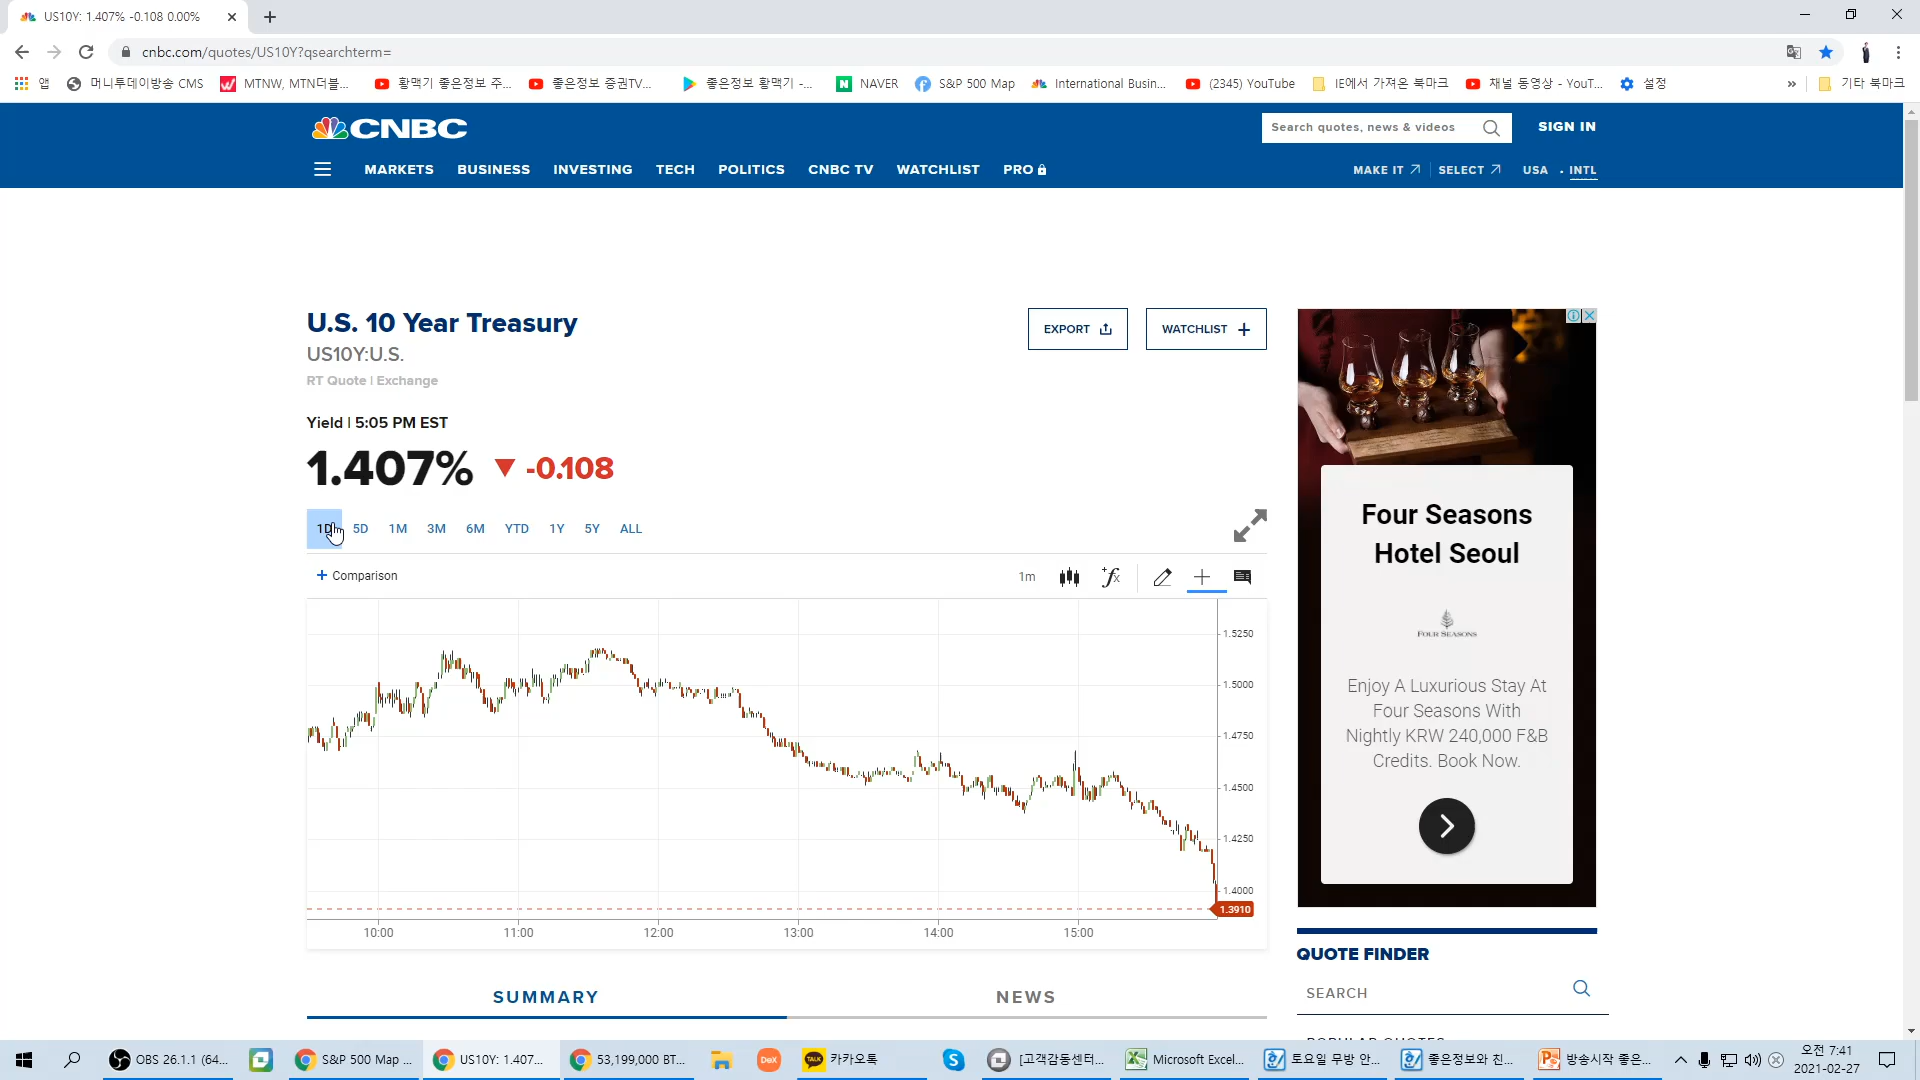 US10Y: 1.407% -0.108 0.00%
cnbc.com/quotes/US10Y?qsearchterm=
앱 머니투데이방송 CMS MTNW, MTN더블... 황맥기 좋은정보 주... 좋은정보 증권TV... 좋은정보 황맥기 -... NAVER S&P 500 Map International Busin... (2345) YouTube IE에서 가져온 북마크 채널 동영상 - YouT... 설정 » 기타 북마크
CNBC
Search quotes, news & videos
SIGN IN
MARKETS BUSINESS INVESTING TECH POLITICS CNBC TV WATCHLIST PRO
MAKE IT SELECT USA • INTL
U.S. 10 Year Treasury
EXPORT WATCHLIST +
US10Y:U.S.
RT Quote | Exchange
Yield | 5:05 PM EST
1.407% ▼ -0.108
1D 5D 1M 3M 6M YTD 1Y 5Y ALL
+ Comparison
1m
1.5250
1.5000
1.4750
1.4500
1.4250
1.4000
1.3910
10:00 11:00 12:00 13:00 14:00 15:00
SUMMARY NEWS
Four Seasons
Hotel Seoul
FOUR SEASONS
Enjoy A Luxurious Stay At
Four Seasons With
Nightly KRW 240,000 F&B
Credits. Book Now.
QUOTE FINDER
SEARCH
POPULAR QUOTES
OBS 26.1.1 (64... S&P 500 Map ... US10Y: 1.407... 53,199,000 BT... DeX TALK 카카오톡 [고객감동센터... Microsoft Excel... 토요일 무방 안... 좋은정보와 친... 방송시작 좋은...
오전 7:41
2021-02-27